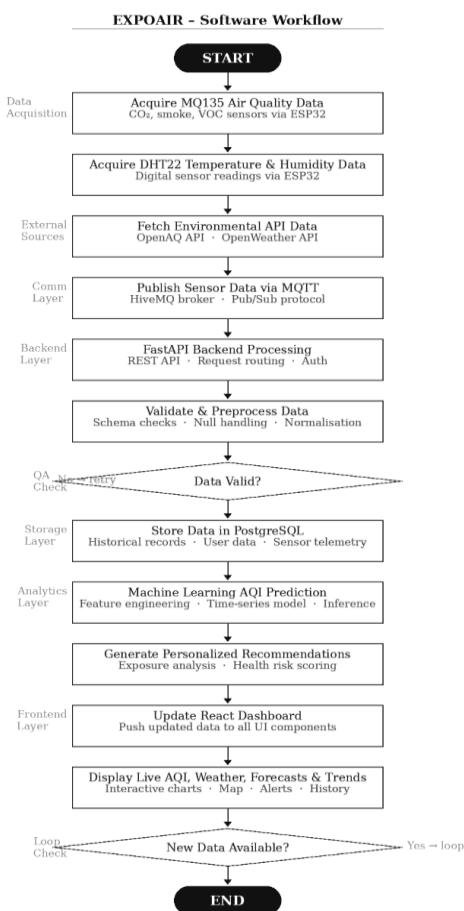 EXPOAIR – Software Workflow
START
Data
Acquisition
Acquire MQ135 Air Quality Data
CO₂, smoke, VOC sensors via ESP32
Acquire DHT22 Temperature & Humidity Data
Digital sensor readings via ESP32
External
Sources
Fetch Environmental API Data
OpenAQ API · OpenWeather API
Comm
Layer
Publish Sensor Data via MQTT
HiveMQ broker · Pub/Sub protocol
Backend
Layer
FastAPI Backend Processing
REST API · Request routing · Auth
Validate & Preprocess Data
Schema checks · Null handling · Normalisation
QA
Check
No → retry
Data Valid?
Storage
Layer
Store Data in PostgreSQL
Historical records · User data · Sensor telemetry
Analytics
Layer
Machine Learning AQI Prediction
Feature engineering · Time-series model · Inference
Generate Personalized Recommendations
Exposure analysis · Health risk scoring
Frontend
Layer
Update React Dashboard
Push updated data to all UI components
Display Live AQI, Weather, Forecasts & Trends
Interactive charts · Map · Alerts · History
Loop
Check
New Data Available?
Yes → loop
END